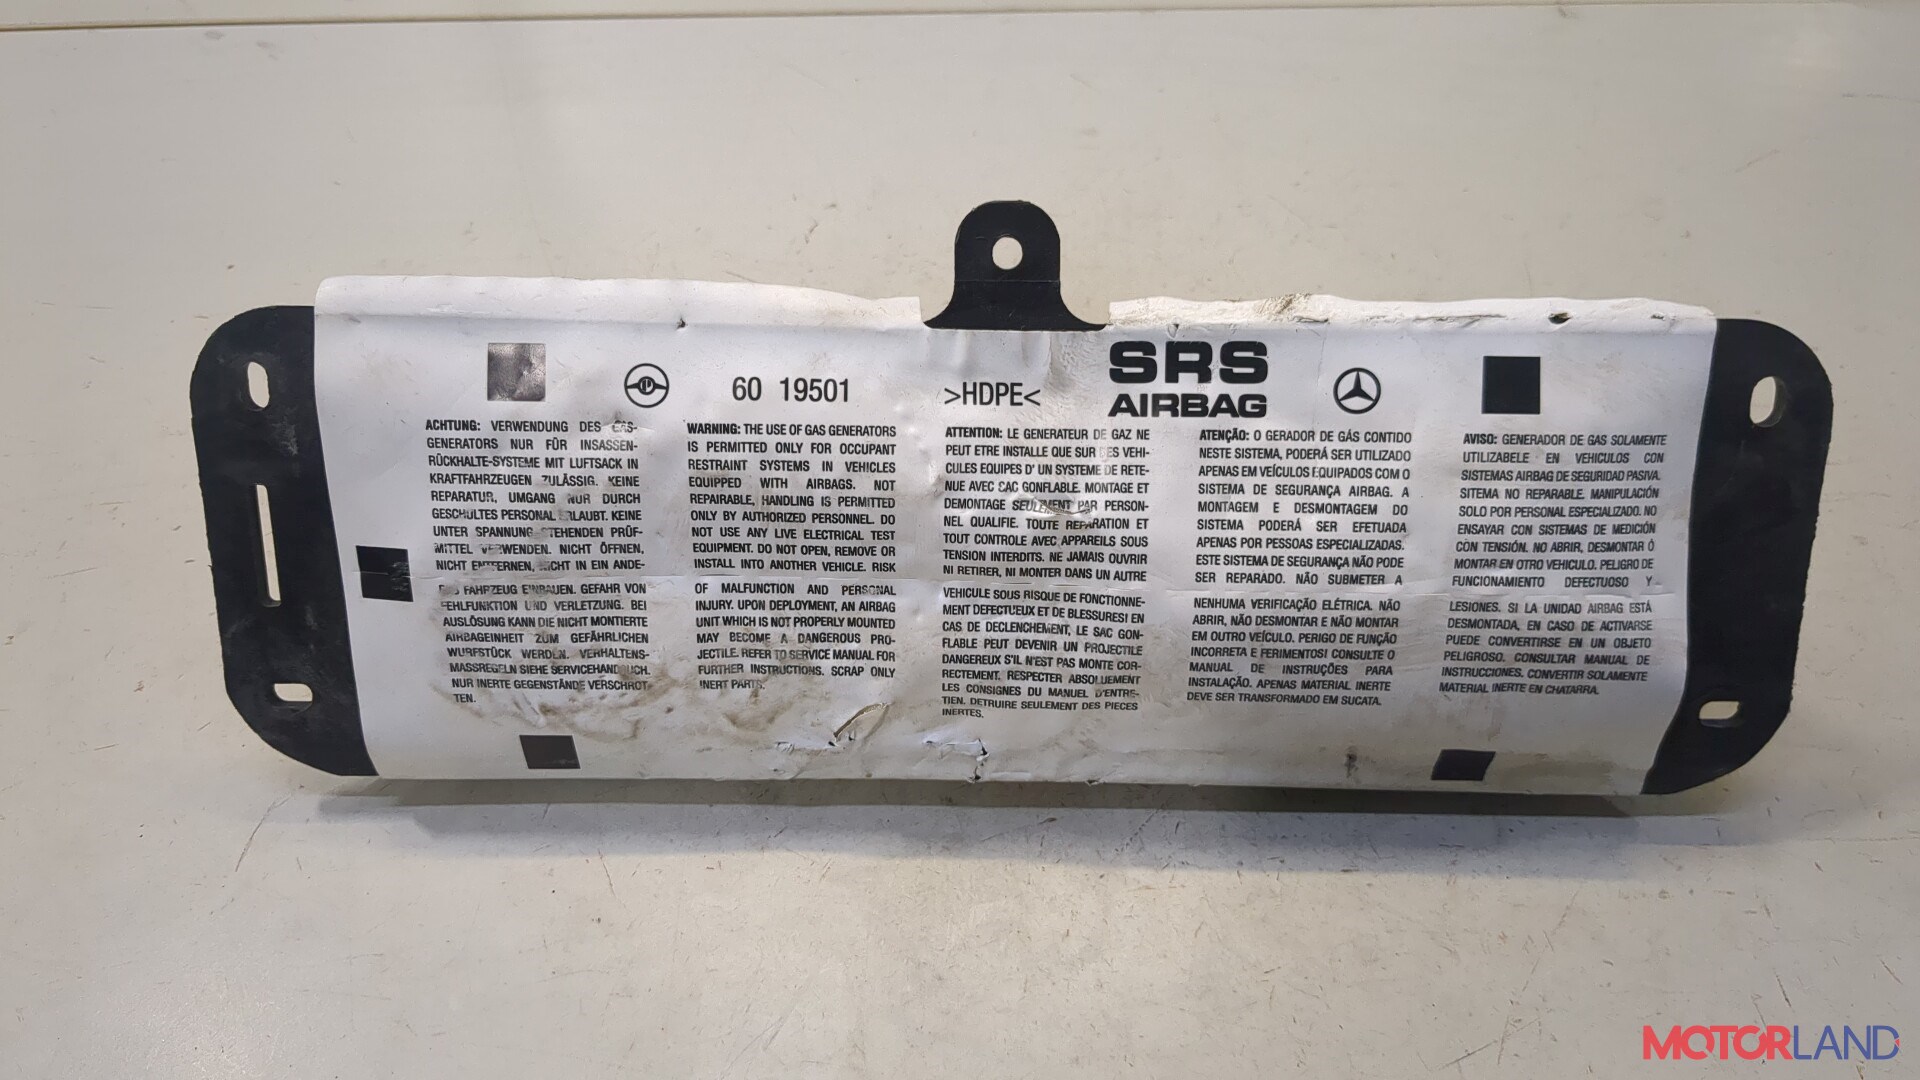 60 19501
>HDPE<
SRS
AIRBAG
ACHTUNG: VERWENDUNG DES GAS-
GENERATORS NUR FÜR INSASSEN-
RÜCKHALTE-SYSTEME MIT LUFTSACK IN
KRAFTFAHRZEUGEN ZULÄSSIG. KEINE
REPARATUR, UMGANG NUR DURCH
GESCHULTES PERSONAL ERLAUBT. KEINE
UNTER SPANNUNG STEHENDEN PRÜF-
MITTEL VERWENDEN. NICHT ÖFFNEN,
NICHT ENTFERNEN, NICHT IN EIN ANDE-
FAHRZEUG EINBAUEN. GEFAHR VON
FEHLFUNKTION UND VERLETZUNG. BEI
AUSLÖSUNG KANN DIE NICHT MONTIERTE
AIRBAGEINHEIT ZUM GEFÄHRLICHEN
WURFSTÜCK WERDEN. VERHALTENS-
MASSREGELN SIEHE SERVICEHANDBUCH.
NUR INERTE GEGENSTÄNDE VERSCHROT-
TEN.
WARNING: THE USE OF GAS GENERATORS
IS PERMITTED ONLY FOR OCCUPANT
RESTRAINT SYSTEMS IN VEHICLES
EQUIPPED WITH AIRBAGS. NOT
REPAIRABLE, HANDLING IS PERMITTED
ONLY BY AUTHORIZED PERSONNEL. DO
NOT USE ANY LIVE ELECTRICAL TEST
EQUIPMENT. DO NOT OPEN, REMOVE OR
INSTALL INTO ANOTHER VEHICLE. RISK
OF MALFUNCTION AND PERSONAL
INJURY. UPON DEPLOYMENT, AN AIRBAG
UNIT WHICH IS NOT PROPERLY MOUNTED
MAY BECOME A DANGEROUS PRO-
JECTILE. REFER TO SERVICE MANUAL FOR
FURTHER INSTRUCTIONS. SCRAP ONLY
INERT PARTS.
ATTENTION: LE GENERATEUR DE GAZ NE
PEUT ETRE INSTALLE QUE SUR DES VEHI-
CULES EQUIPES D' UN SYSTEME DE RETE-
NUE AVEC SAC GONFLABLE. MONTAGE ET
DEMONTAGE SEULEMENT PAR PERSON-
NEL QUALIFIE. TOUTE REPARATION ET
TOUT CONTROLE AVEC APPAREILS SOUS
TENSION INTERDITS. NE JAMAIS OUVRIR
NI RETIRER, NI MONTER DANS UN AUTRE
VEHICULE SOUS RISQUE DE FONCTIONNE-
MENT DEFECTUEUX ET DE BLESSURES! EN
CAS DE DECLENCHEMENT, LE SAC GON-
FLABLE PEUT DEVENIR UN PROJECTILE
DANGEREUX S'IL N'EST PAS MONTE COR-
RECTEMENT. RESPECTER ABSOLUEMENT
LES CONSIGNES DU MANUEL D'ENTRE-
TIEN. DETRUIRE SEULEMENT DES PIECES
INERTES.
ATENÇÃO: O GERADOR DE GÁS CONTIDO
NESTE SISTEMA, PODERÁ SER UTILIZADO
APENAS EM VEÍCULOS EQUIPADOS COM O
SISTEMA DE SEGURANÇA AIRBAG. A
MONTAGEM E DESMONTAGEM DO
SISTEMA PODERÁ SER EFETUADA
APENAS POR PESSOAS ESPECIALIZADAS.
ESTE SISTEMA DE SEGURANÇA NÃO PODE
SER REPARADO. NÃO SUBMETER A
NENHUMA VERIFICAÇÃO ELÉTRICA. NÃO
ABRIR, NÃO DESMONTAR E NÃO MONTAR
EM OUTRO VEÍCULO. PERIGO DE FUNÇÃO
INCORRETA E FERIMENTOS! CONSULTE O
MANUAL DE INSTRUÇÕES PARA
INSTALAÇÃO. APENAS MATERIAL INERTE
DEVE SER TRANSFORMADO EM SUCATA.
AVISO: GENERADOR DE GAS SOLAMENTE
UTILIZABELE EN VEHICULOS CON
SISTEMAS AIRBAG DE SEGURIDAD PASIVA.
SITEMA NO REPARABLE. MANIPULACIÓN
SOLO POR PERSONAL ESPECIALIZADO. NO
ENSAYAR CON SISTEMAS DE MEDICIÓN
CON TENSIÓN. NO ABRIR, DESMONTAR Ó
MONTAR EN OTRO VEHICULO. PELIGRO DE
FUNCIONAMIENTO DEFECTUOSO Y
LESIONES. SI LA UNIDAD AIRBAG ESTÁ
DESMONTADA, EN CASO DE ACTIVARSE
PUEDE CONVERTIRSE EN UN OBJETO
PELIGROSO. CONSULTAR MANUAL DE
INSTRUCCIONES. CONVERTIR SOLAMENTE
MATERIAL INERTE EN CHATARRA.
MOTORLAND